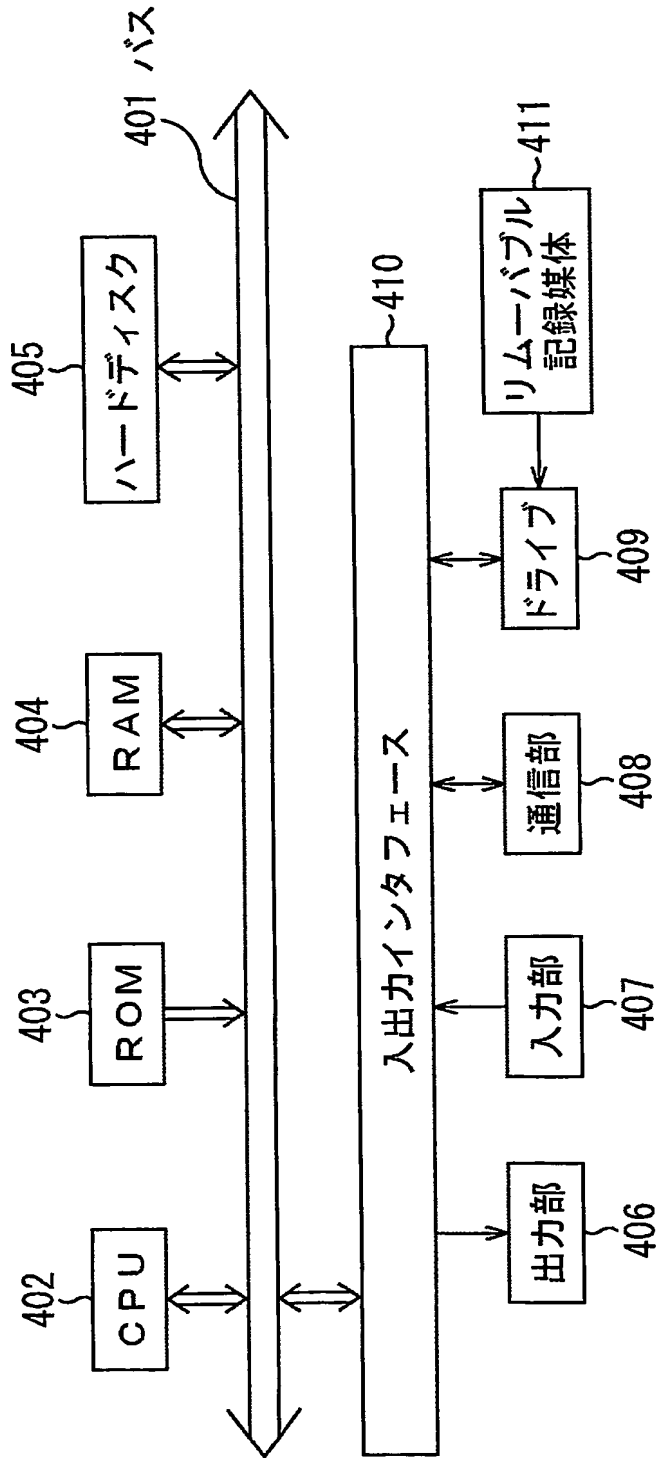 401 バス
402
CPU
403
ROM
404
RAM
405
ハードディスク
410
入出力インタフェース
出力部
406
入力部
407
通信部
408
ドライブ
409
411
リムーバブル
記録媒体